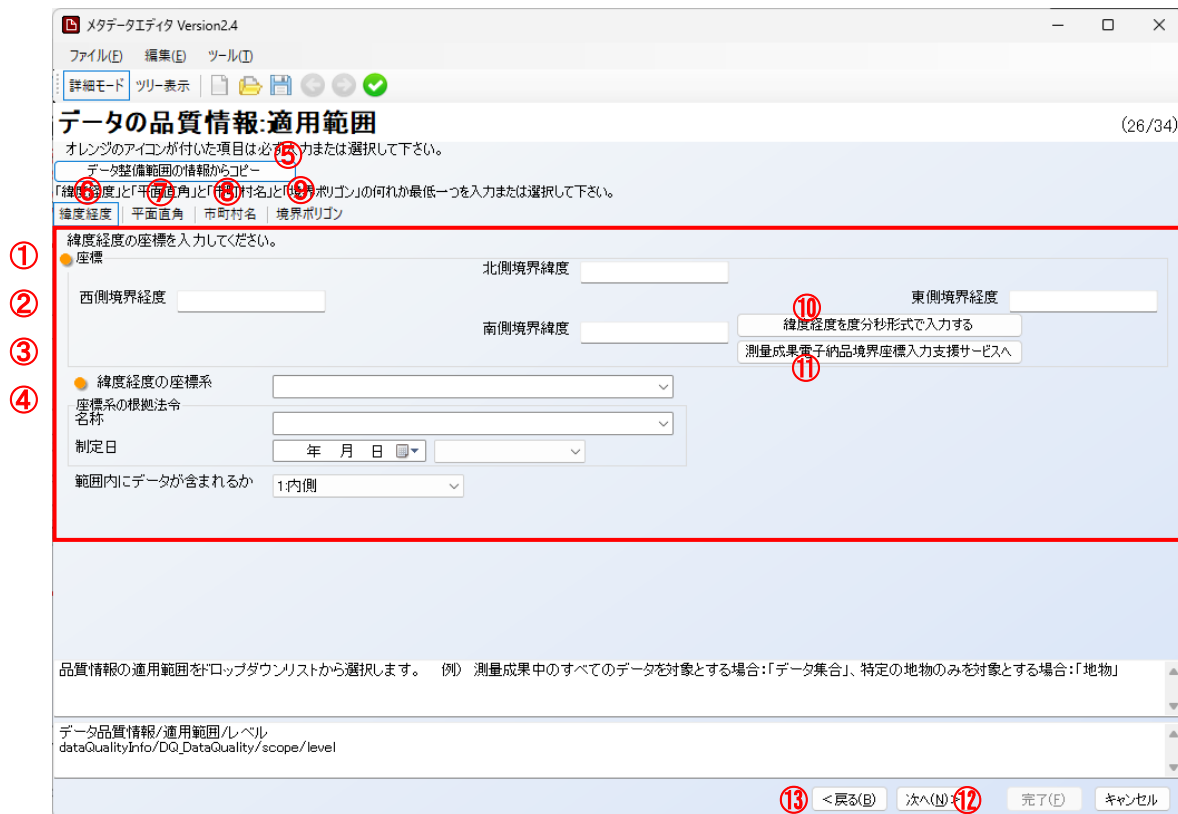 メタデータエディタ Version2.4
ファイル(F) 編集(E) ツール(T)
詳細モード ツリー表示
データの品質情報:適用範囲 (26/34)
オレンジのアイコンが付いた項目は必ず入力または選択して下さい。
⑤
データ整備範囲の情報からコピー
⑥ ⑦ ⑧ ⑨
「緯度経度」と「平面直角」と「市町村名」と「境界ポリゴン」の何れか最低一つを入力または選択して下さい。
緯度経度 平面直角 市町村名 境界ポリゴン
緯度経度の座標を入力してください。
① 座標
北側境界緯度
② 西側境界経度 ⑩ 東側境界経度
南側境界緯度 緯度経度を度分秒形式で入力する
③ 測量成果電子納品境界座標入力支援サービスへ
⑪
緯度経度の座標系
④ 座標系の根拠法令
名称
制定日 年 月 日
範囲内にデータが含まれるか 1:内側
品質情報の適用範囲をドロップダウンリストから選択します。 例) 測量成果中のすべてのデータを対象とする場合:「データ集合」、特定の地物のみを対象とする場合:「地物」
データ品質情報/適用範囲/レベル
dataQualityInfo/DQ_DataQuality/scope/level
⑬ <戻る(B) 次へ(N)> ⑫ 完了(F) キャンセル